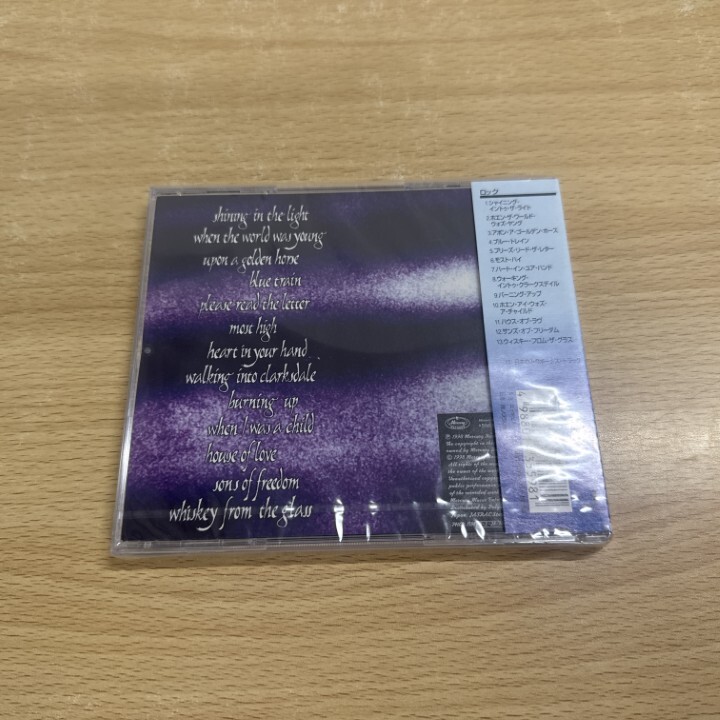 shining in the light
when the world was young
upon a golden horse
blue train
please read the letter
most high
heart in your hand
walking into clarksdale
burning up
when i was a child
house of love
sons of freedom
whiskey from the glass
ロック
1.シャイニング・
イントゥ・ザ・ライト
2.ホエン・ザ・ワールド・
ウォズ・ヤング
3.アポン・ア・ゴールデン・ホース
4.ブルー・トレイン
5.プリーズ・リード・ザ・レター
6.モスト・ハイ
7.ハート・イン・ユア・ハンド
8.ウォーキング・
イントゥ・クラークスデイル
9.バーニング・アップ
10.ホエン・アイ・ウォズ・
ア・チャイルド
11.ハウス・オブ・ラヴ
12.サンズ・オブ・フリーダム
13.ウィスキー・フロム・ザ・グラス
Mercury